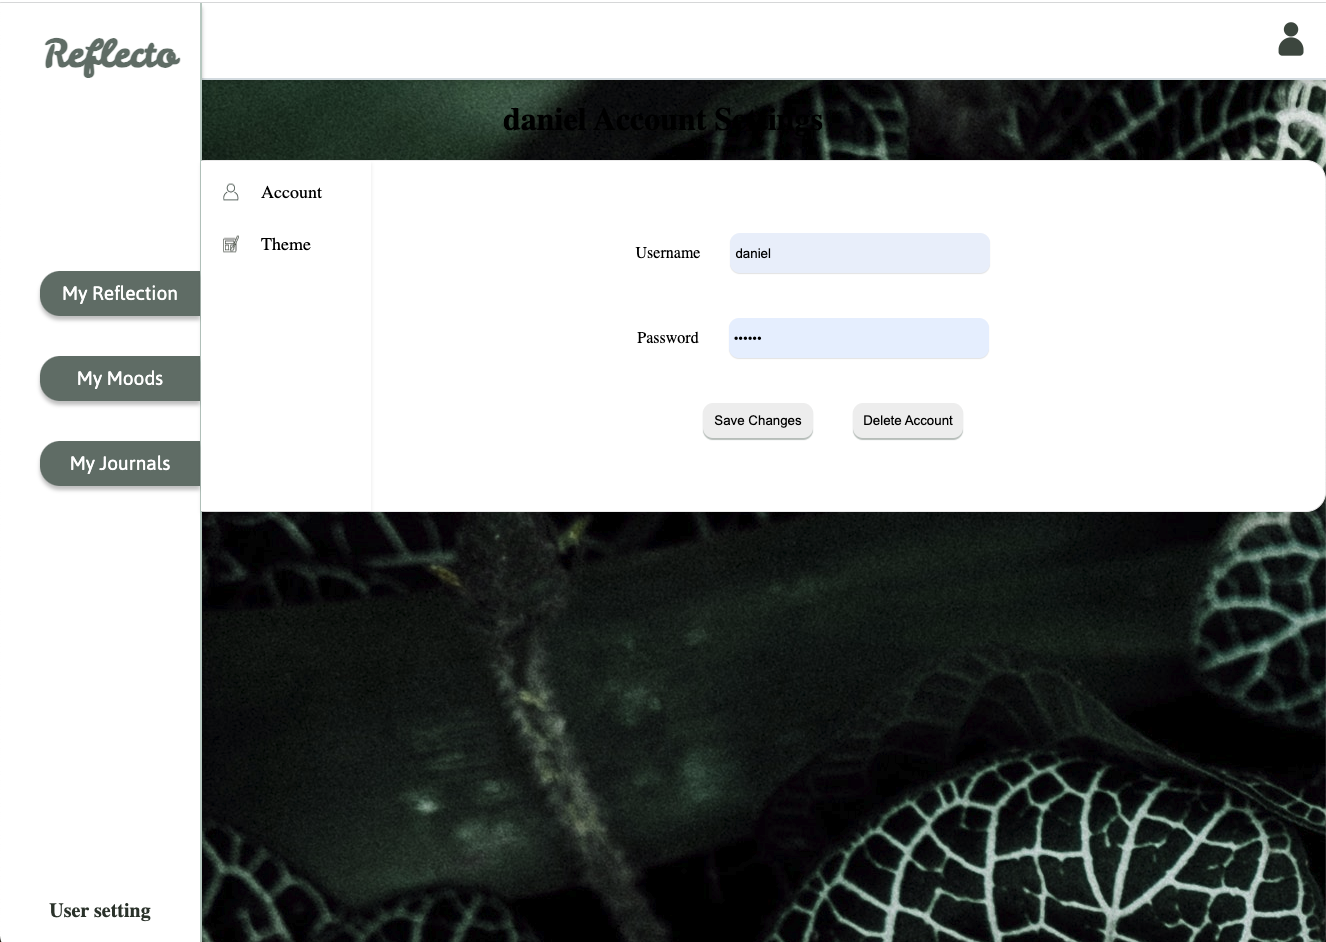 Reflecto
daniel Account Settings
Account
Theme
Username
daniel
Password
••••••
Save Changes
Delete Account
My Reflection
My Moods
My Journals
User setting